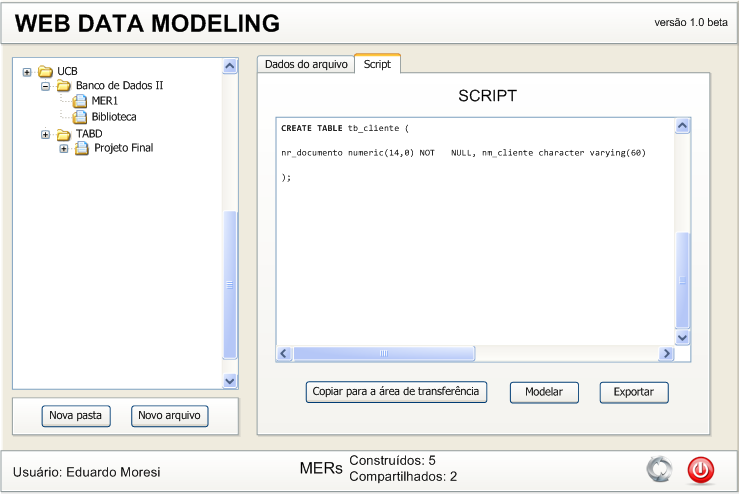 WEB DATA MODELING
versão 1.0 beta
UCB
Banco de Dados II
MER1
Biblioteca
TABD
Projeto Final
Nova pasta
Novo arquivo
Dados do arquivo
Script
SCRIPT
CREATE TABLE tb_cliente (
nr_documento numeric(14,0) NOT   NULL, nm_cliente character varying(60)
);
Copiar para a área de transferência
Modelar
Exportar
Usuário: Eduardo Moresi
MERs
Construídos: 5
Compartilhados: 2